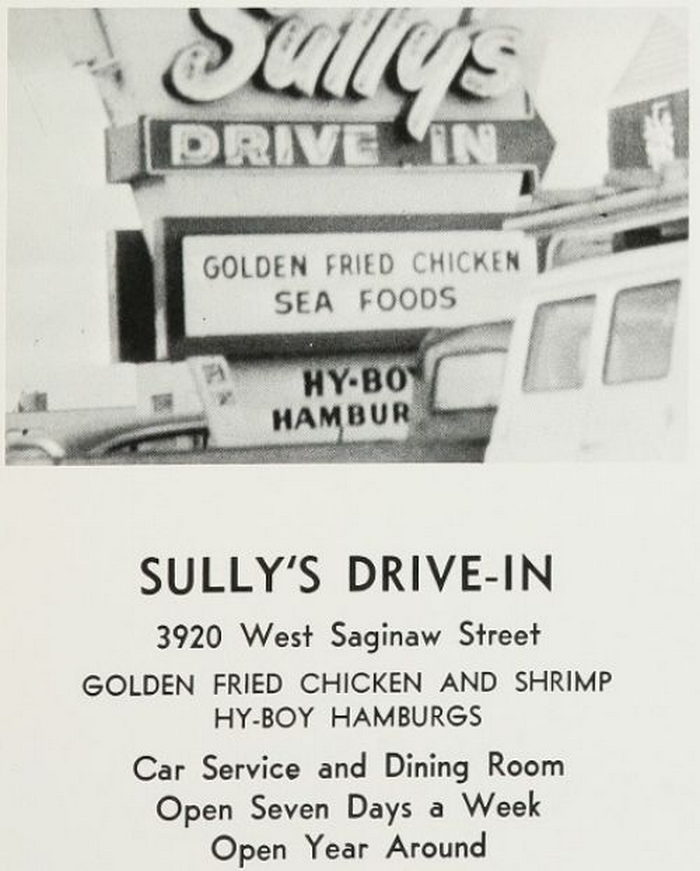 Sullys
DRIVE IN
GOLDEN FRIED CHICKEN
SEA FOODS
HY-BO
HAMBUR
SULLY'S DRIVE-IN
3920 West Saginaw Street
GOLDEN FRIED CHICKEN AND SHRIMP
HY-BOY HAMBURGS
Car Service and Dining Room
Open Seven Days a Week
Open Year Around